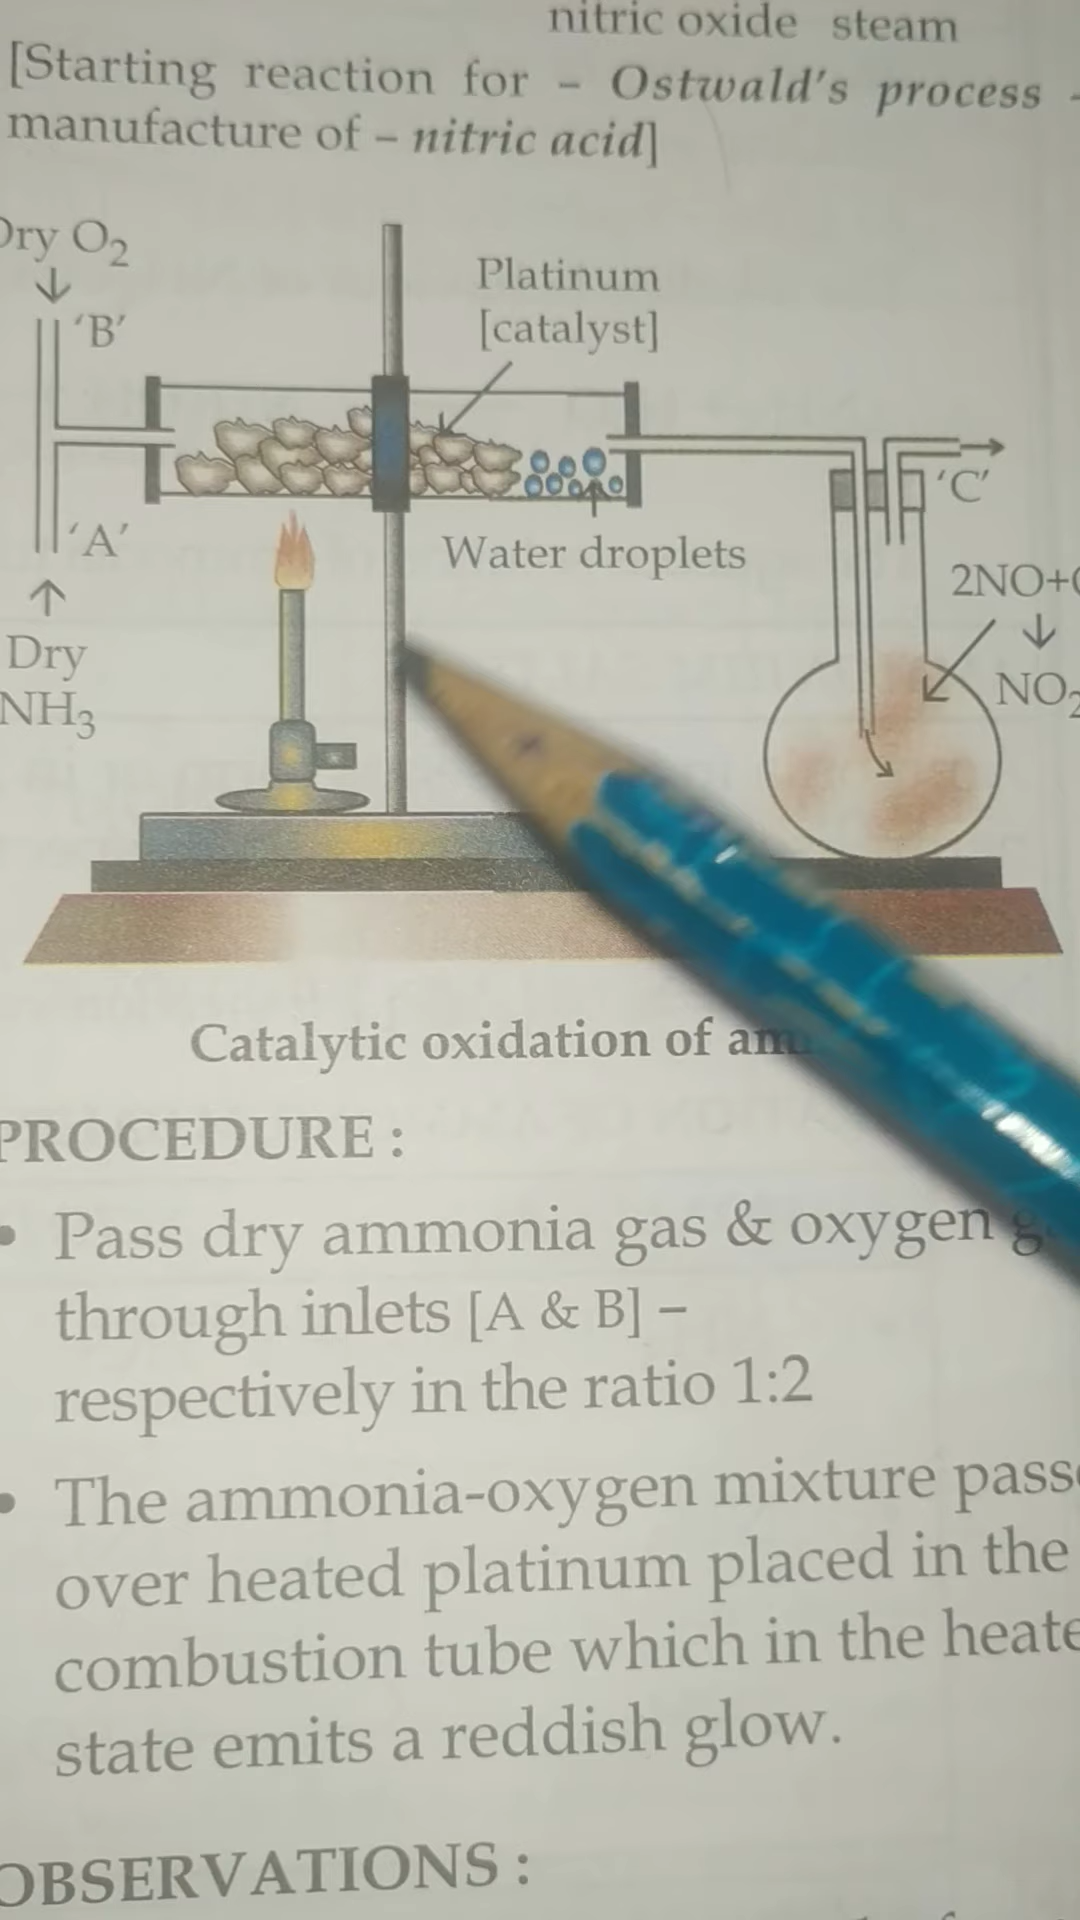 nitric oxide steam
[Starting reaction for – Ostwald's process –
manufacture of – nitric acid]
Dry O₂
Platinum
[catalyst]
'B'
'C'
'A'
Water droplets
2NO+
Dry
NH₃
NO₂
Catalytic oxidation of
PROCEDURE :
• Pass dry ammonia gas & oxygen
through inlets [A & B] –
respectively in the ratio 1:2
• The ammonia-oxygen mixture
over heated platinum placed in the
combustion tube which in the
state emits a reddish glow.
OBSERVATIONS :